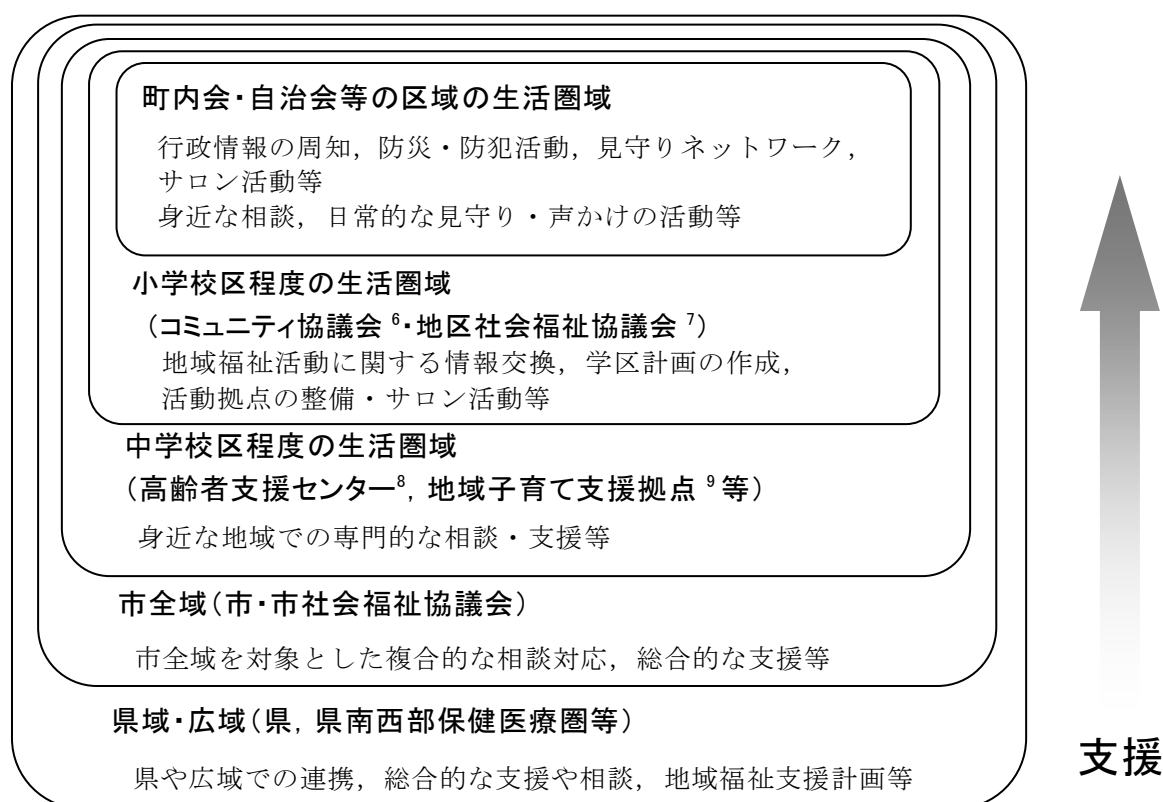 町内会・自治会等の区域の生活圏域
行政情報の周知，防災・防犯活動，見守りネットワーク，
サロン活動等
身近な相談，日常的な見守り・声かけの活動等
小学校区程度の生活圏域
（コミュニティ協議会⁶・地区社会福祉協議会⁷）
地域福祉活動に関する情報交換，学区計画の作成，
活動拠点の整備・サロン活動等
中学校区程度の生活圏域
（高齢者支援センター⁸，地域子育て支援拠点⁹等）
身近な地域での専門的な相談・支援等
市全域（市・市社会福祉協議会）
市全域を対象とした複合的な相談対応，総合的な支援等
県域・広域（県，県南西部保健医療圏等）
県や広域での連携，総合的な支援や相談，地域福祉支援計画等
支援